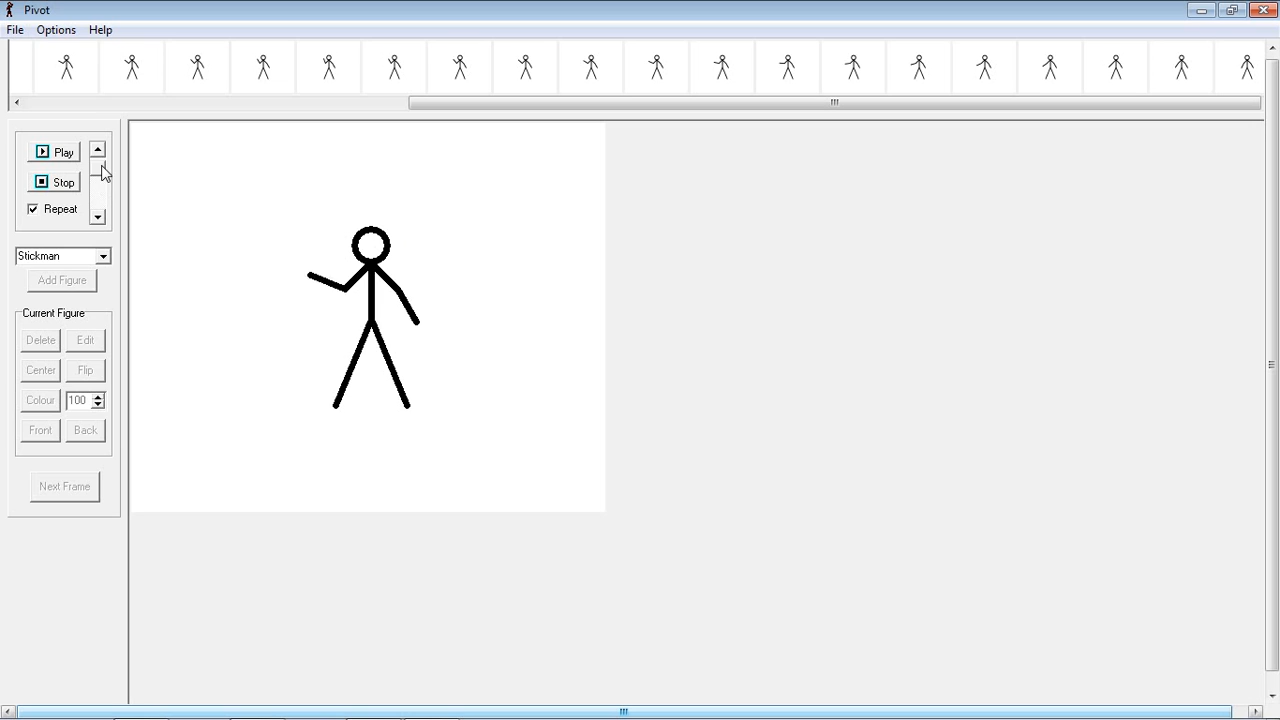 Pivot
File Options Help
Play
Stop
Repeat
Stickman
Add Figure
Current Figure
Delete Edit
Center Flip
Colour 100
Front Back
Next Frame